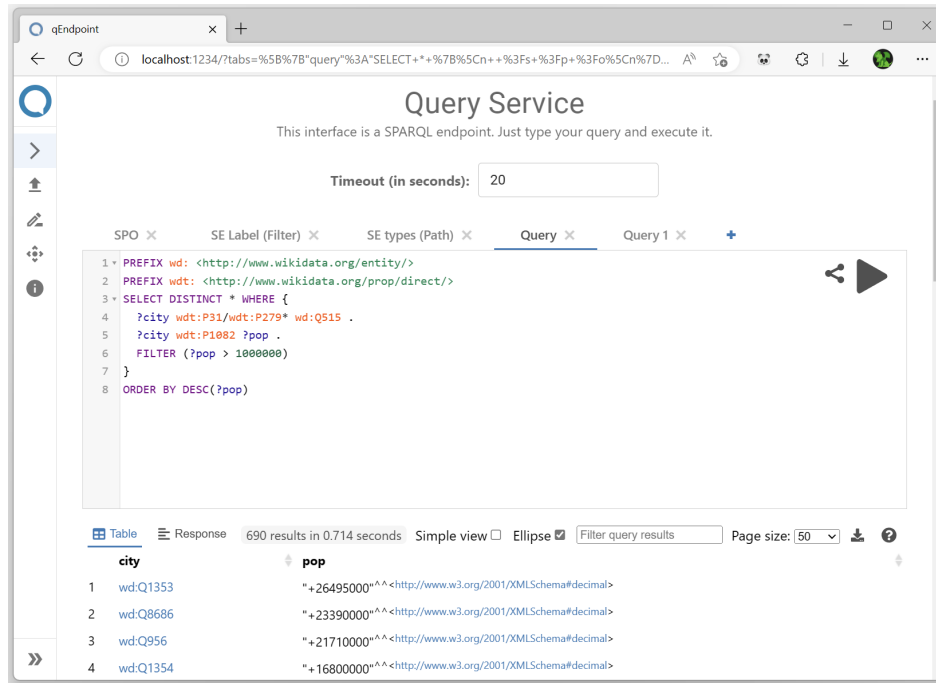 qEndpoint
localhost:1234/?tabs=%5B%7B"query"%3A"SELECT+*+%7B%5Cn++%3Fs+%3Fp+%3Fo%5Cn%7D...
Query Service
This interface is a SPARQL endpoint. Just type your query and execute it.
Timeout (in seconds): 20
SPO SE Label (Filter) SE types (Path) Query Query 1
1 PREFIX wd: <http://www.wikidata.org/entity/>
2 PREFIX wdt: <http://www.wikidata.org/prop/direct/>
3 SELECT DISTINCT * WHERE {
4 ?city wdt:P31/wdt:P279* wd:Q515 .
5 ?city wdt:P1082 ?pop .
6 FILTER (?pop > 1000000)
7 }
8 ORDER BY DESC(?pop)
Table Response 690 results in 0.714 seconds Simple view Ellipse Filter query results Page size: 50
city pop
1 wd:Q1353 "+26495000"^^<http://www.w3.org/2001/XMLSchema#decimal>
2 wd:Q8686 "+23390000"^^<http://www.w3.org/2001/XMLSchema#decimal>
3 wd:Q956 "+21710000"^^<http://www.w3.org/2001/XMLSchema#decimal>
4 wd:Q1354 "+16800000"^^<http://www.w3.org/2001/XMLSchema#decimal>